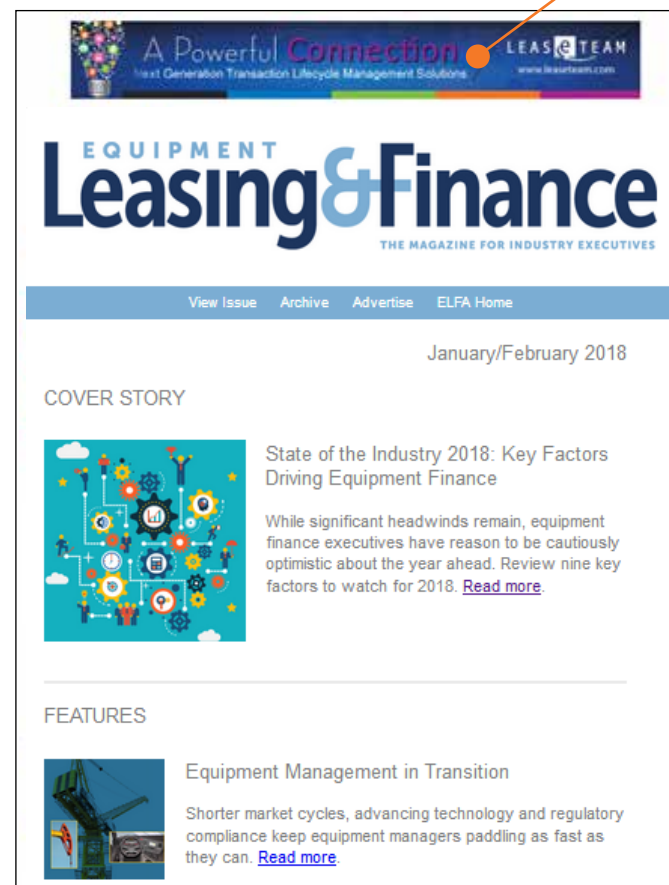 A Powerful Connection
Next Generation Transaction Lifecycle Management Solutions
LEASETEAM
www.leaseteam.com
EQUIPMENT
Leasing&Finance
THE MAGAZINE FOR INDUSTRY EXECUTIVES
View Issue Archive Advertise ELFA Home
January/February 2018
COVER STORY
State of the Industry 2018: Key Factors
Driving Equipment Finance
While significant headwinds remain, equipment
finance executives have reason to be cautiously
optimistic about the year ahead. Review nine key
factors to watch for 2018. Read more.
FEATURES
Equipment Management in Transition
Shorter market cycles, advancing technology and regulatory
compliance keep equipment managers paddling as fast as
they can. Read more.